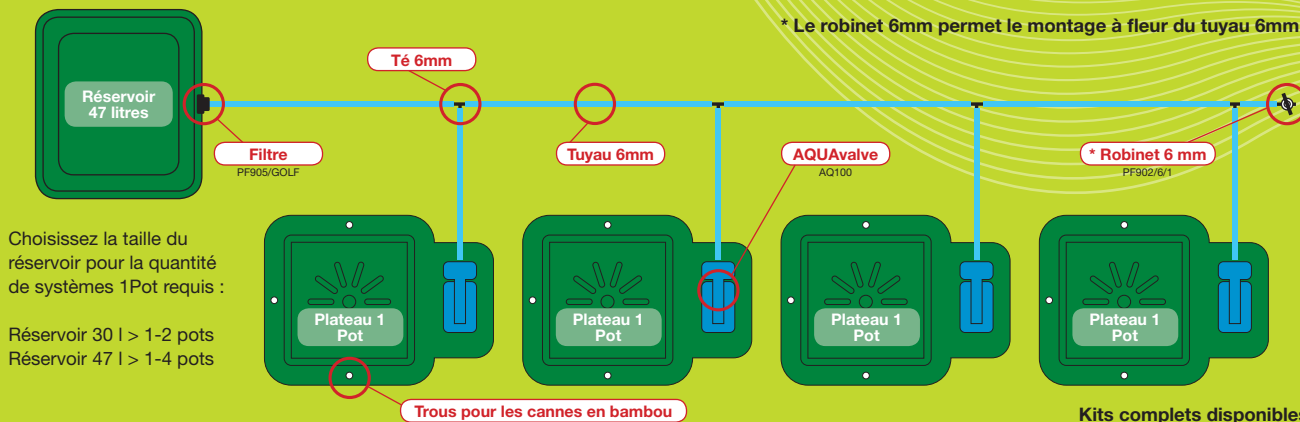 * Le robinet 6mm permet le montage à fleur du tuyau 6mm
Té 6mm
Réservoir
47 litres
Filtre
PF905/GOLF
Tuyau 6mm
AQUAvalve
AQ100
* Robinet 6 mm
PF902/6/1
Choisissez la taille du
réservoir pour la quantité
de systèmes 1Pot requis :
Réservoir 30 l > 1-2 pots
Réservoir 47 l > 1-4 pots
Plateau 1
Pot
Plateau 1
Pot
Plateau 1
Pot
Plateau 1
Pot
Trous pour les cannes en bambou
Kits complets disponibles